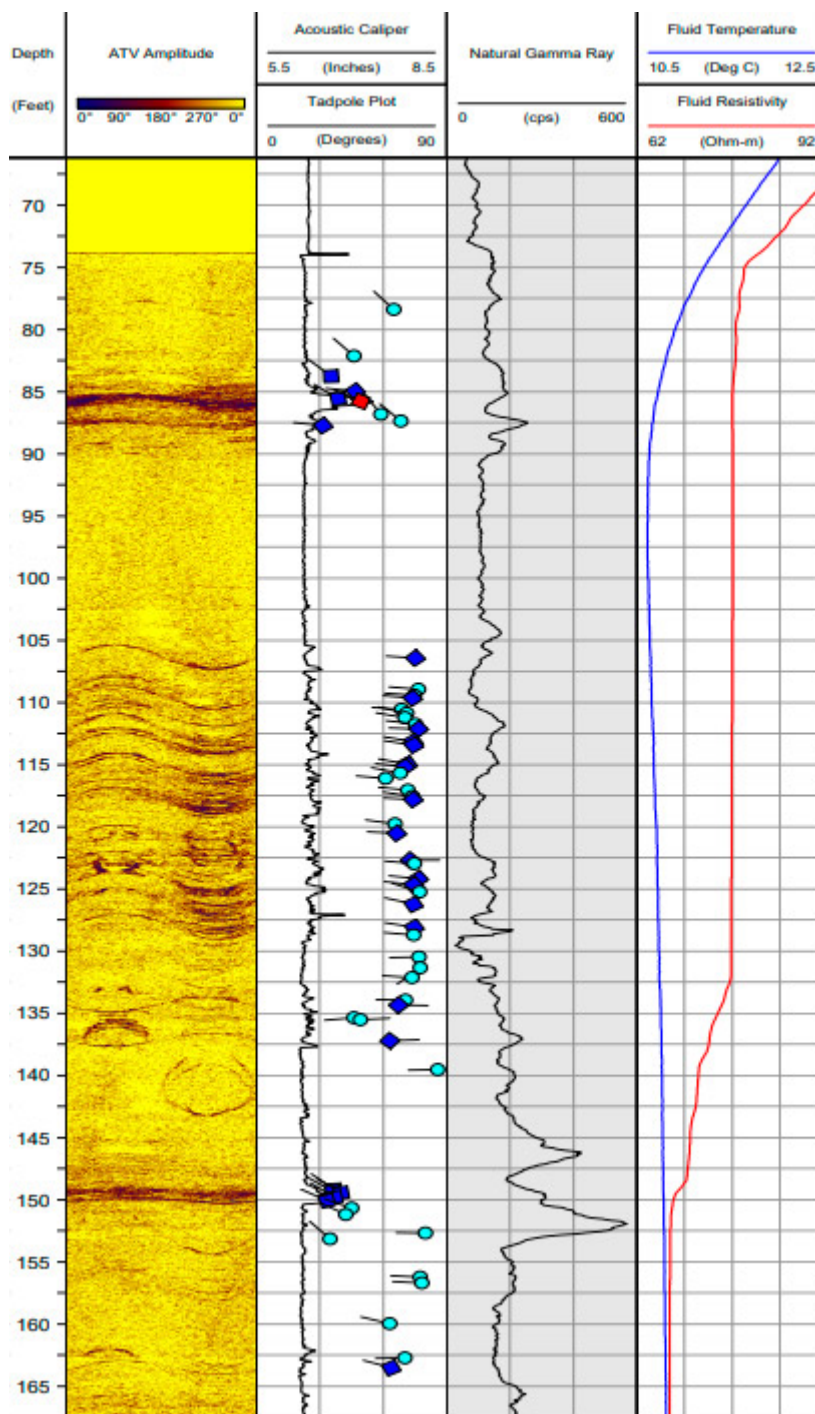 Depth
(Feet)
ATV Amplitude
0° 90° 180° 270° 0°
Acoustic Caliper
5.5 (Inches) 8.5
Tadpole Plot
0 (Degrees) 90
Natural Gamma Ray
0 (cps) 600
Fluid Temperature
10.5 (Deg C) 12.5
Fluid Resistivity
62 (Ohm-m) 92
70
75
80
85
90
95
100
105
110
115
120
125
130
135
140
145
150
155
160
165